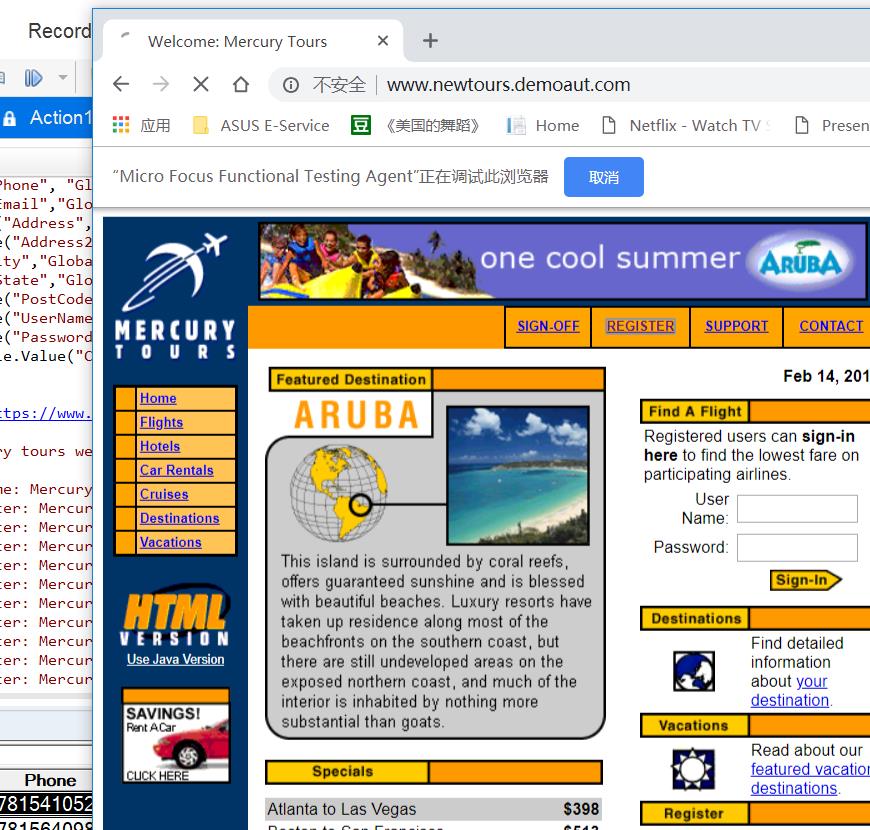 Record
Welcome: Mercury Tours
不安全
www.newtours.demoaut.com
Action1
应用
ASUS E-Service
豆
《美国的舞蹈》
Home
Netflix - Watch TV
Presen
“Micro Focus Functional Testing Agent”正在调试此浏览器
取消
Phone", "Gl
Email","Glo
("Address",
e("Address2
ity","Globa
State","Glo
e("PostCode
e("UserName
e("Password
le.Value("C
ttps://www.
ry tours we
me: Mercury
ter: Mercur
ter: Mercur
ter: Mercur
ter: Mercur
ter: Mercur
ter: Mercur
ter: Mercur
ter: Mercur
ter: Mercur
ter: Mercur
Phone
781541052
781564098
MERCURY
TOURS
one cool summer
ARUBA
SIGN-OFF
REGISTER
SUPPORT
CONTACT
Home
Flights
Hotels
Car Rentals
Cruises
Destinations
Vacations
HTML
VERSION
Use Java Version
SAVINGS!
Rent A Car
CLICK HERE
Featured Destination
ARUBA
This island is surrounded by coral reefs,
offers guaranteed sunshine and is blessed
with beautiful beaches. Luxury resorts have
taken up residence along most of the
beachfronts on the southern coast, but
there are still undeveloped areas on the
exposed northern coast, and much of the
interior is inhabited by nothing more
substantial than goats.
Specials
Atlanta to Las Vegas $398
Boston to San Francisco $513
Feb 14, 201
Find A Flight
Registered users can sign-in
here to find the lowest fare on
participating airlines.
User
Name:
Password:
Sign-In
Destinations
Find detailed
information
about your
destination.
Vacations
Read about our
featured vacation
destinations.
Register